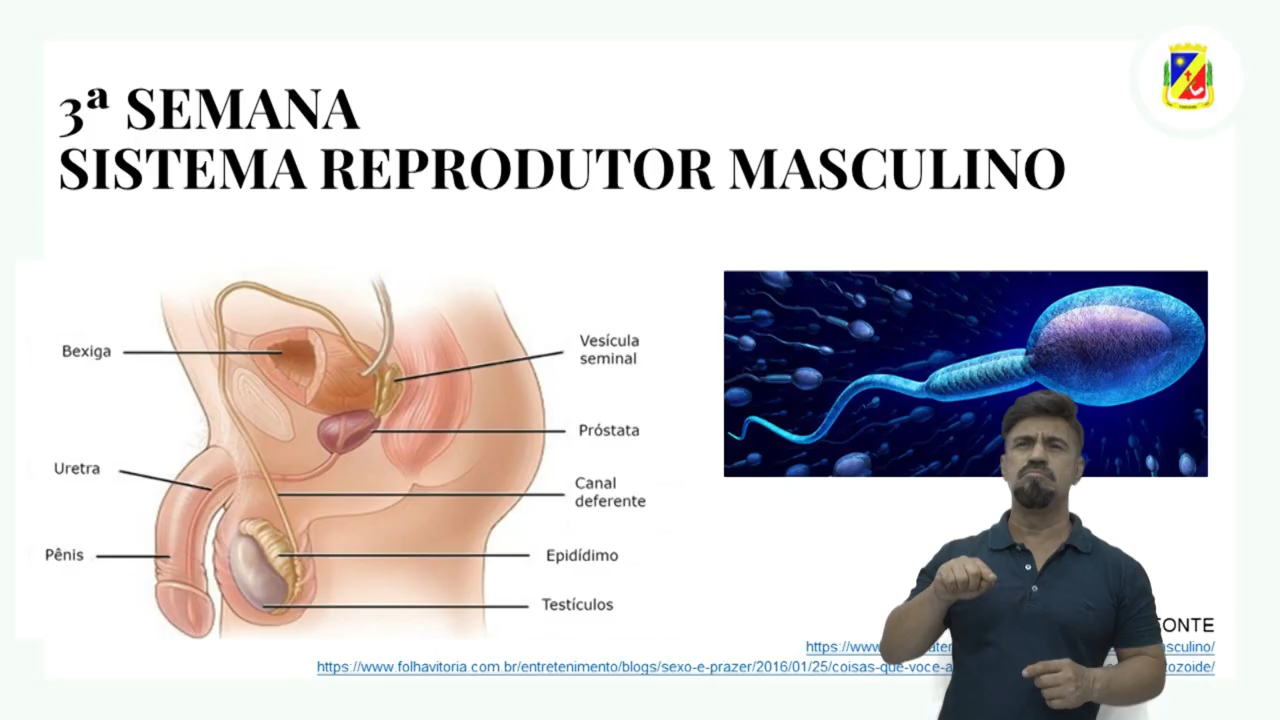 3ª SEMANA
SISTEMA REPRODUTOR MASCULINO
Bexiga
Uretra
Pênis
Vesícula
seminal
Próstata
Canal
deferente
Epidídimo
Testículos
https://www
https://www.folhavitoria.com.br/entretenimento/blogs/sexo-e-prazer/2016/01/25/coisas-que-voce-a